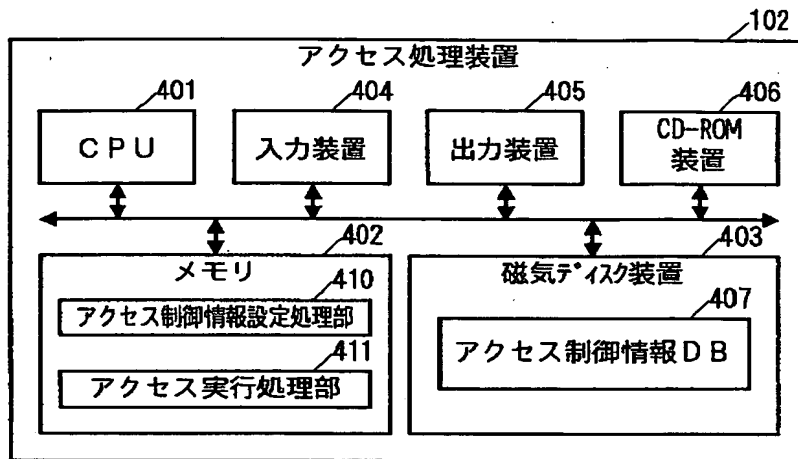 102
アクセス処理装置
401
CPU
404
入力装置
405
出力装置
406
CD-ROM
装置
402
メモリ
410
アクセス制御情報設定処理部
411
アクセス実行処理部
403
磁気ディスク装置
407
アクセス制御情報DB